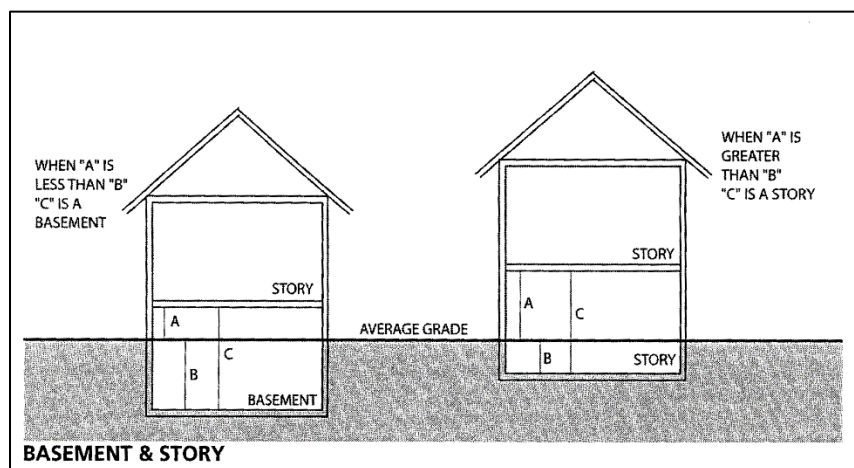 WHEN "A" IS
LESS THAN "B"
"C" IS A
BASEMENT
WHEN "A" IS
GREATER
THAN "B"
"C" IS A STORY
STORY
A
B
C
BASEMENT
AVERAGE GRADE
STORY
A
B
C
STORY
BASEMENT & STORY